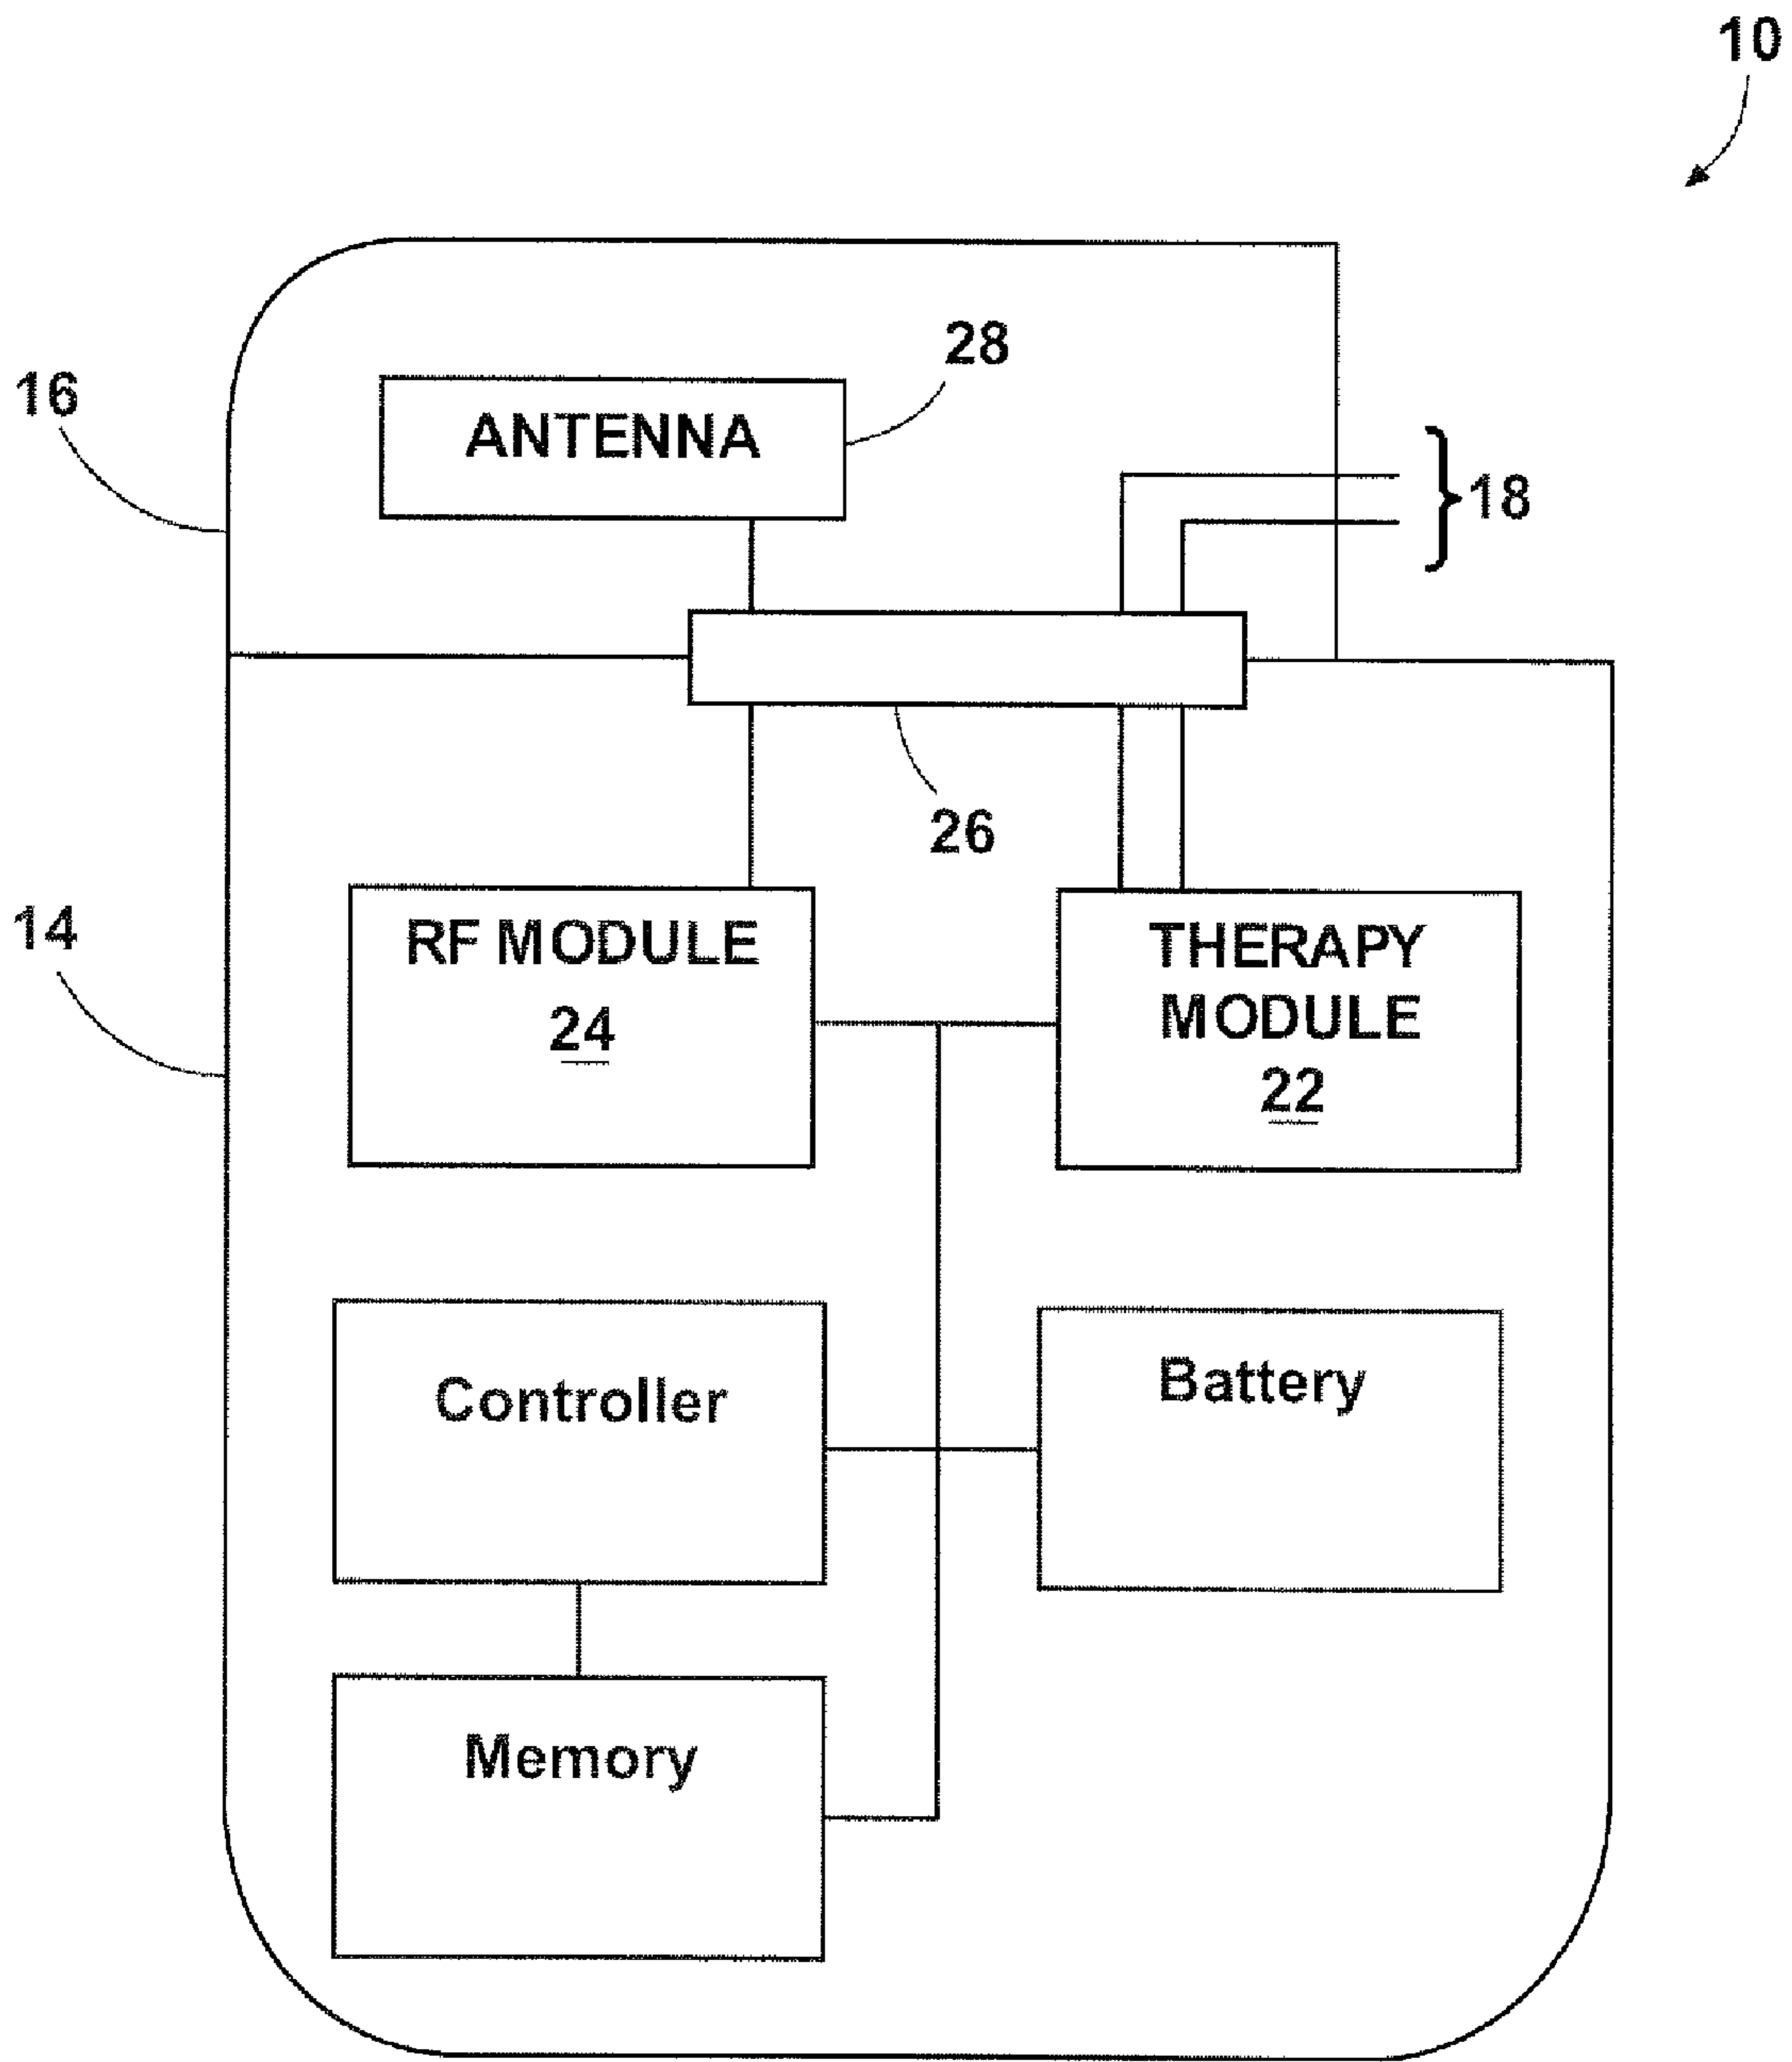 10
28
16
ANTENNA
18
26
14
RF MODULE
24
THERAPY
MODULE
22
Controller
Battery
Memory